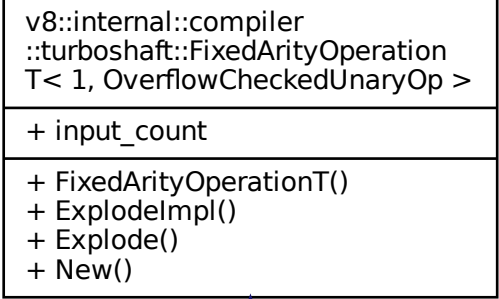 v8::internal::compiler
::turboshaft::FixedArityOperation
T< 1, OverflowCheckedUnaryOp >
+ input_count
+ FixedArityOperationT()
+ ExplodeImpl()
+ Explode()
+ New()